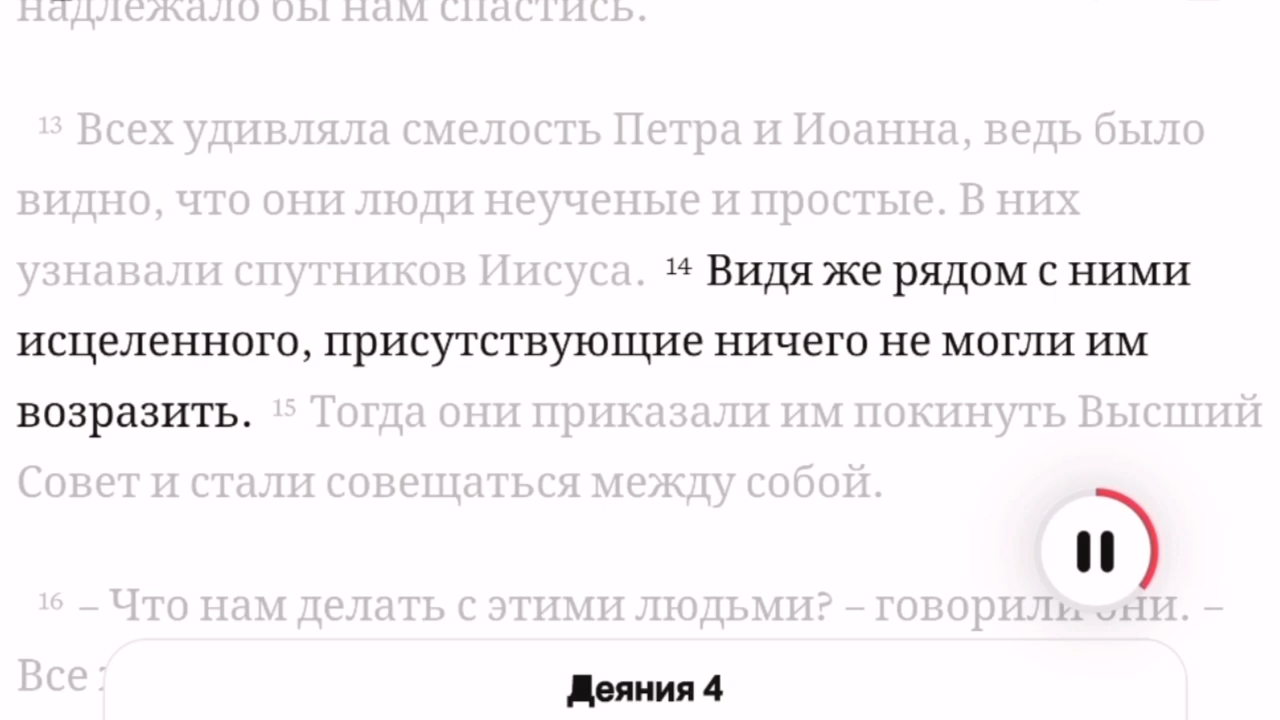 надлежало бы нам спастись.
13 Всех удивляла смелость Петра и Иоанна, ведь было
видно, что они люди неученые и простые. В них
узнавали спутников Иисуса. 14 Видя же рядом с ними
исцеленного, присутствующие ничего не могли им
возразить. 15 Тогда они приказали им покинуть Высший
Совет и стали совещаться между собой.
16 – Что нам делать с этими людьми? – говорили они. –
Все
Деяния 4